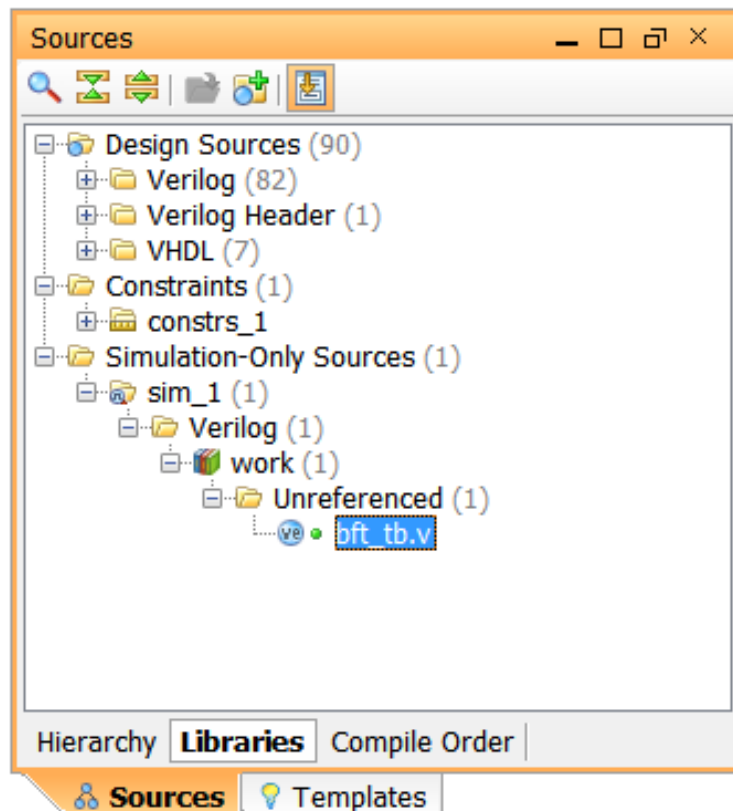 Sources
Design Sources (90)
Verilog (82)
Verilog Header (1)
VHDL (7)
Constraints (1)
constrs_1
Simulation-Only Sources (1)
sim_1 (1)
Verilog (1)
work (1)
Unreferenced (1)
ve bft_tb.v
Hierarchy Libraries Compile Order
Sources Templates